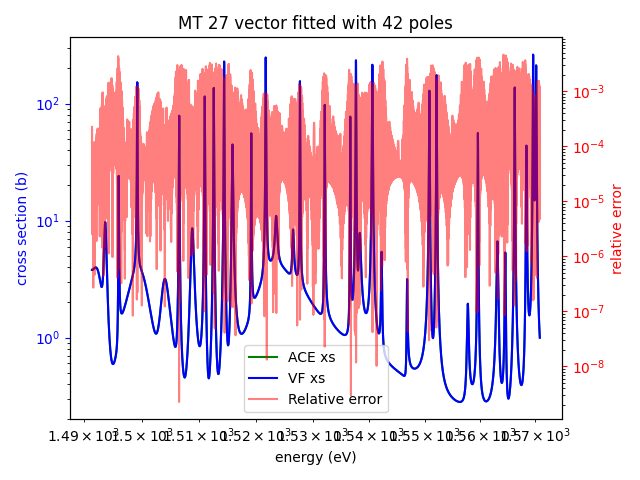 MT 27 vector fitted with 42 poles
cross section (b)
10²
10¹
10⁰
10⁻³
10⁻⁴
10⁻⁵
10⁻⁶
10⁻⁷
10⁻⁸
relative error
ACE xs
VF xs
Relative error
1.49 × 10³ 1.5 × 10³ 1.51 × 10³ 1.52 × 10³ 1.53 × 10³ 1.54 × 10³ 1.55 × 10³ 1.56 × 10³ 1.57 × 10³
energy (eV)